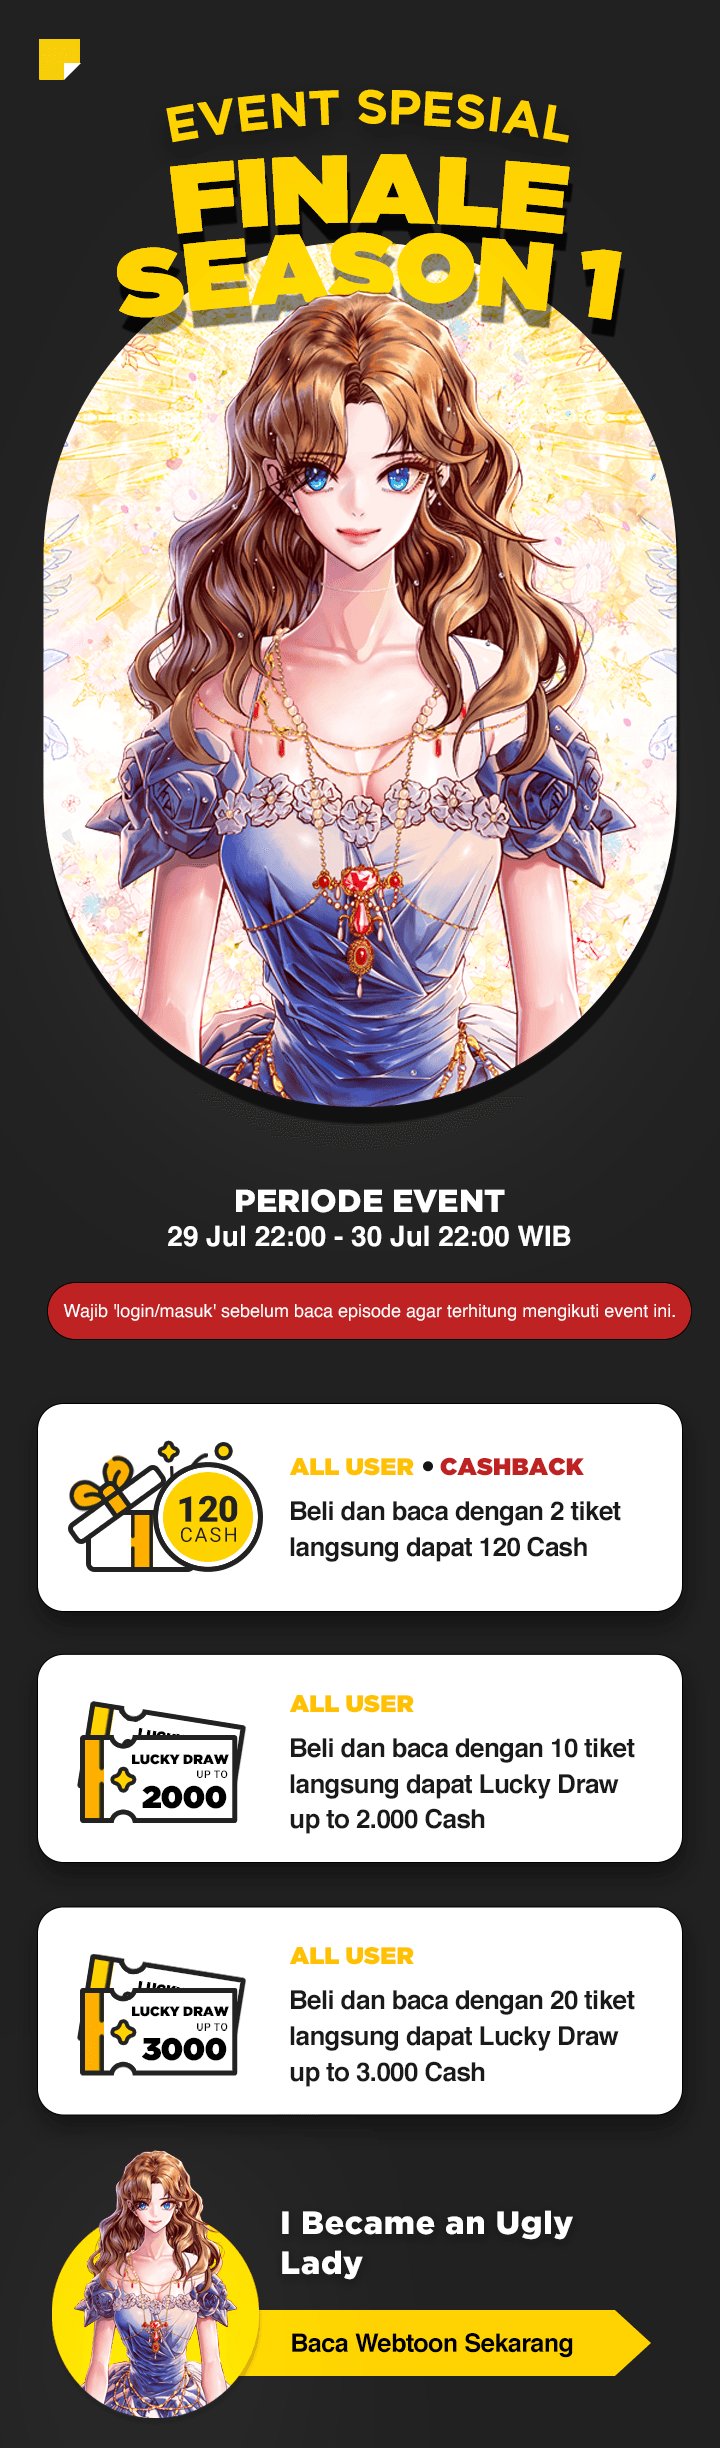 EVENT SPESIAL
FINALE
SEASON 1
PERIODE EVENT
29 Jul 22:00 - 30 Jul 22:00 WIB
Wajib 'login/masuk' sebelum baca episode agar terhitung mengikuti event ini.
120
CASH
ALL USER • CASHBACK
Beli dan baca dengan 2 tiket
langsung dapat 120 Cash
LUCKY DRAW
UP TO
2000
ALL USER
Beli dan baca dengan 10 tiket
langsung dapat Lucky Draw
up to 2.000 Cash
LUCKY DRAW
UP TO
3000
ALL USER
Beli dan baca dengan 20 tiket
langsung dapat Lucky Draw
up to 3.000 Cash
I Became an Ugly
Lady
Baca Webtoon Sekarang